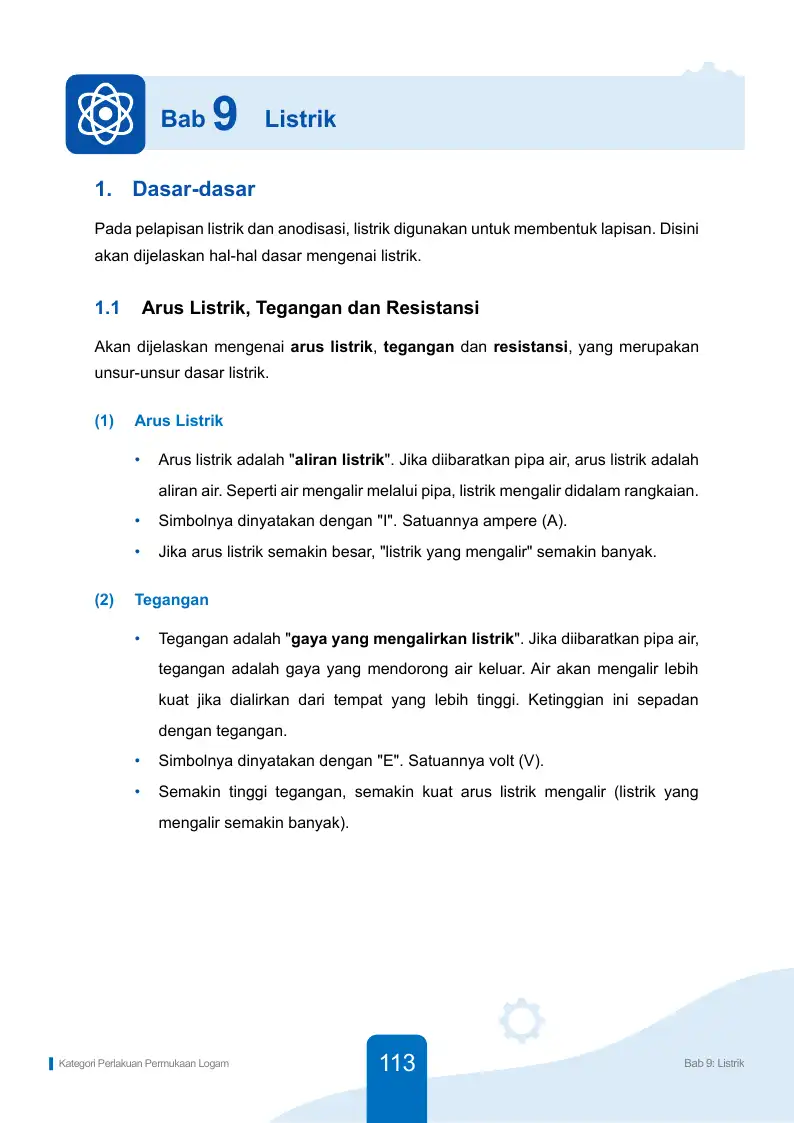 Bab 9 Listrik
1. Dasar-dasar
Pada pelapisan listrik dan anodisasi, listrik digunakan untuk membentuk lapisan. Disini
akan dijelaskan hal-hal dasar mengenai listrik.
1.1 Arus Listrik, Tegangan dan Resistansi
Akan dijelaskan mengenai arus listrik, tegangan dan resistansi, yang merupakan
unsur-unsur dasar listrik.
(1) Arus Listrik
• Arus listrik adalah "aliran listrik". Jika diibaratkan pipa air, arus listrik adalah
aliran air. Seperti air mengalir melalui pipa, listrik mengalir didalam rangkaian.
• Simbolnya dinyatakan dengan "I". Satuannya ampere (A).
• Jika arus listrik semakin besar, "listrik yang mengalir" semakin banyak.
(2) Tegangan
• Tegangan adalah "gaya yang mengalirkan listrik". Jika diibaratkan pipa air,
tegangan adalah gaya yang mendorong air keluar. Air akan mengalir lebih
kuat jika dialirkan dari tempat yang lebih tinggi. Ketinggian ini sepadan
dengan tegangan.
• Simbolnya dinyatakan dengan "E". Satuannya volt (V).
• Semakin tinggi tegangan, semakin kuat arus listrik mengalir (listrik yang
mengalir semakin banyak).
Kategori Perlakuan Permukaan Logam
113
Bab 9: Listrik